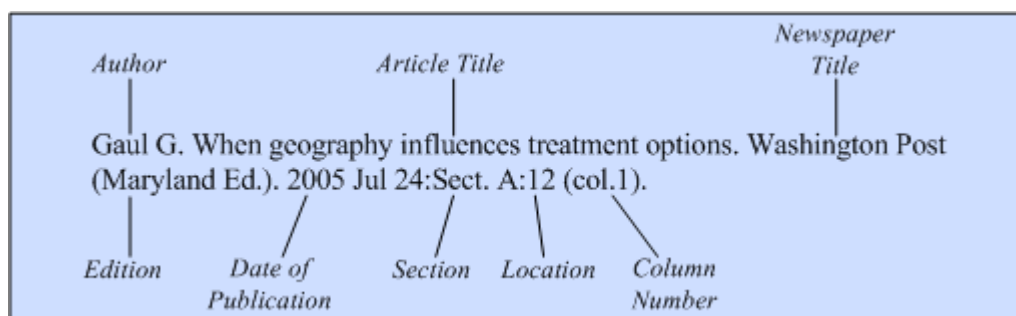 Newspaper
Author Article Title Title
Gaul G. When geography influences treatment options. Washington Post
(Maryland Ed.). 2005 Jul 24:Sect. A:12 (col.1).
Edition Date of Section Location Column
Publication Number